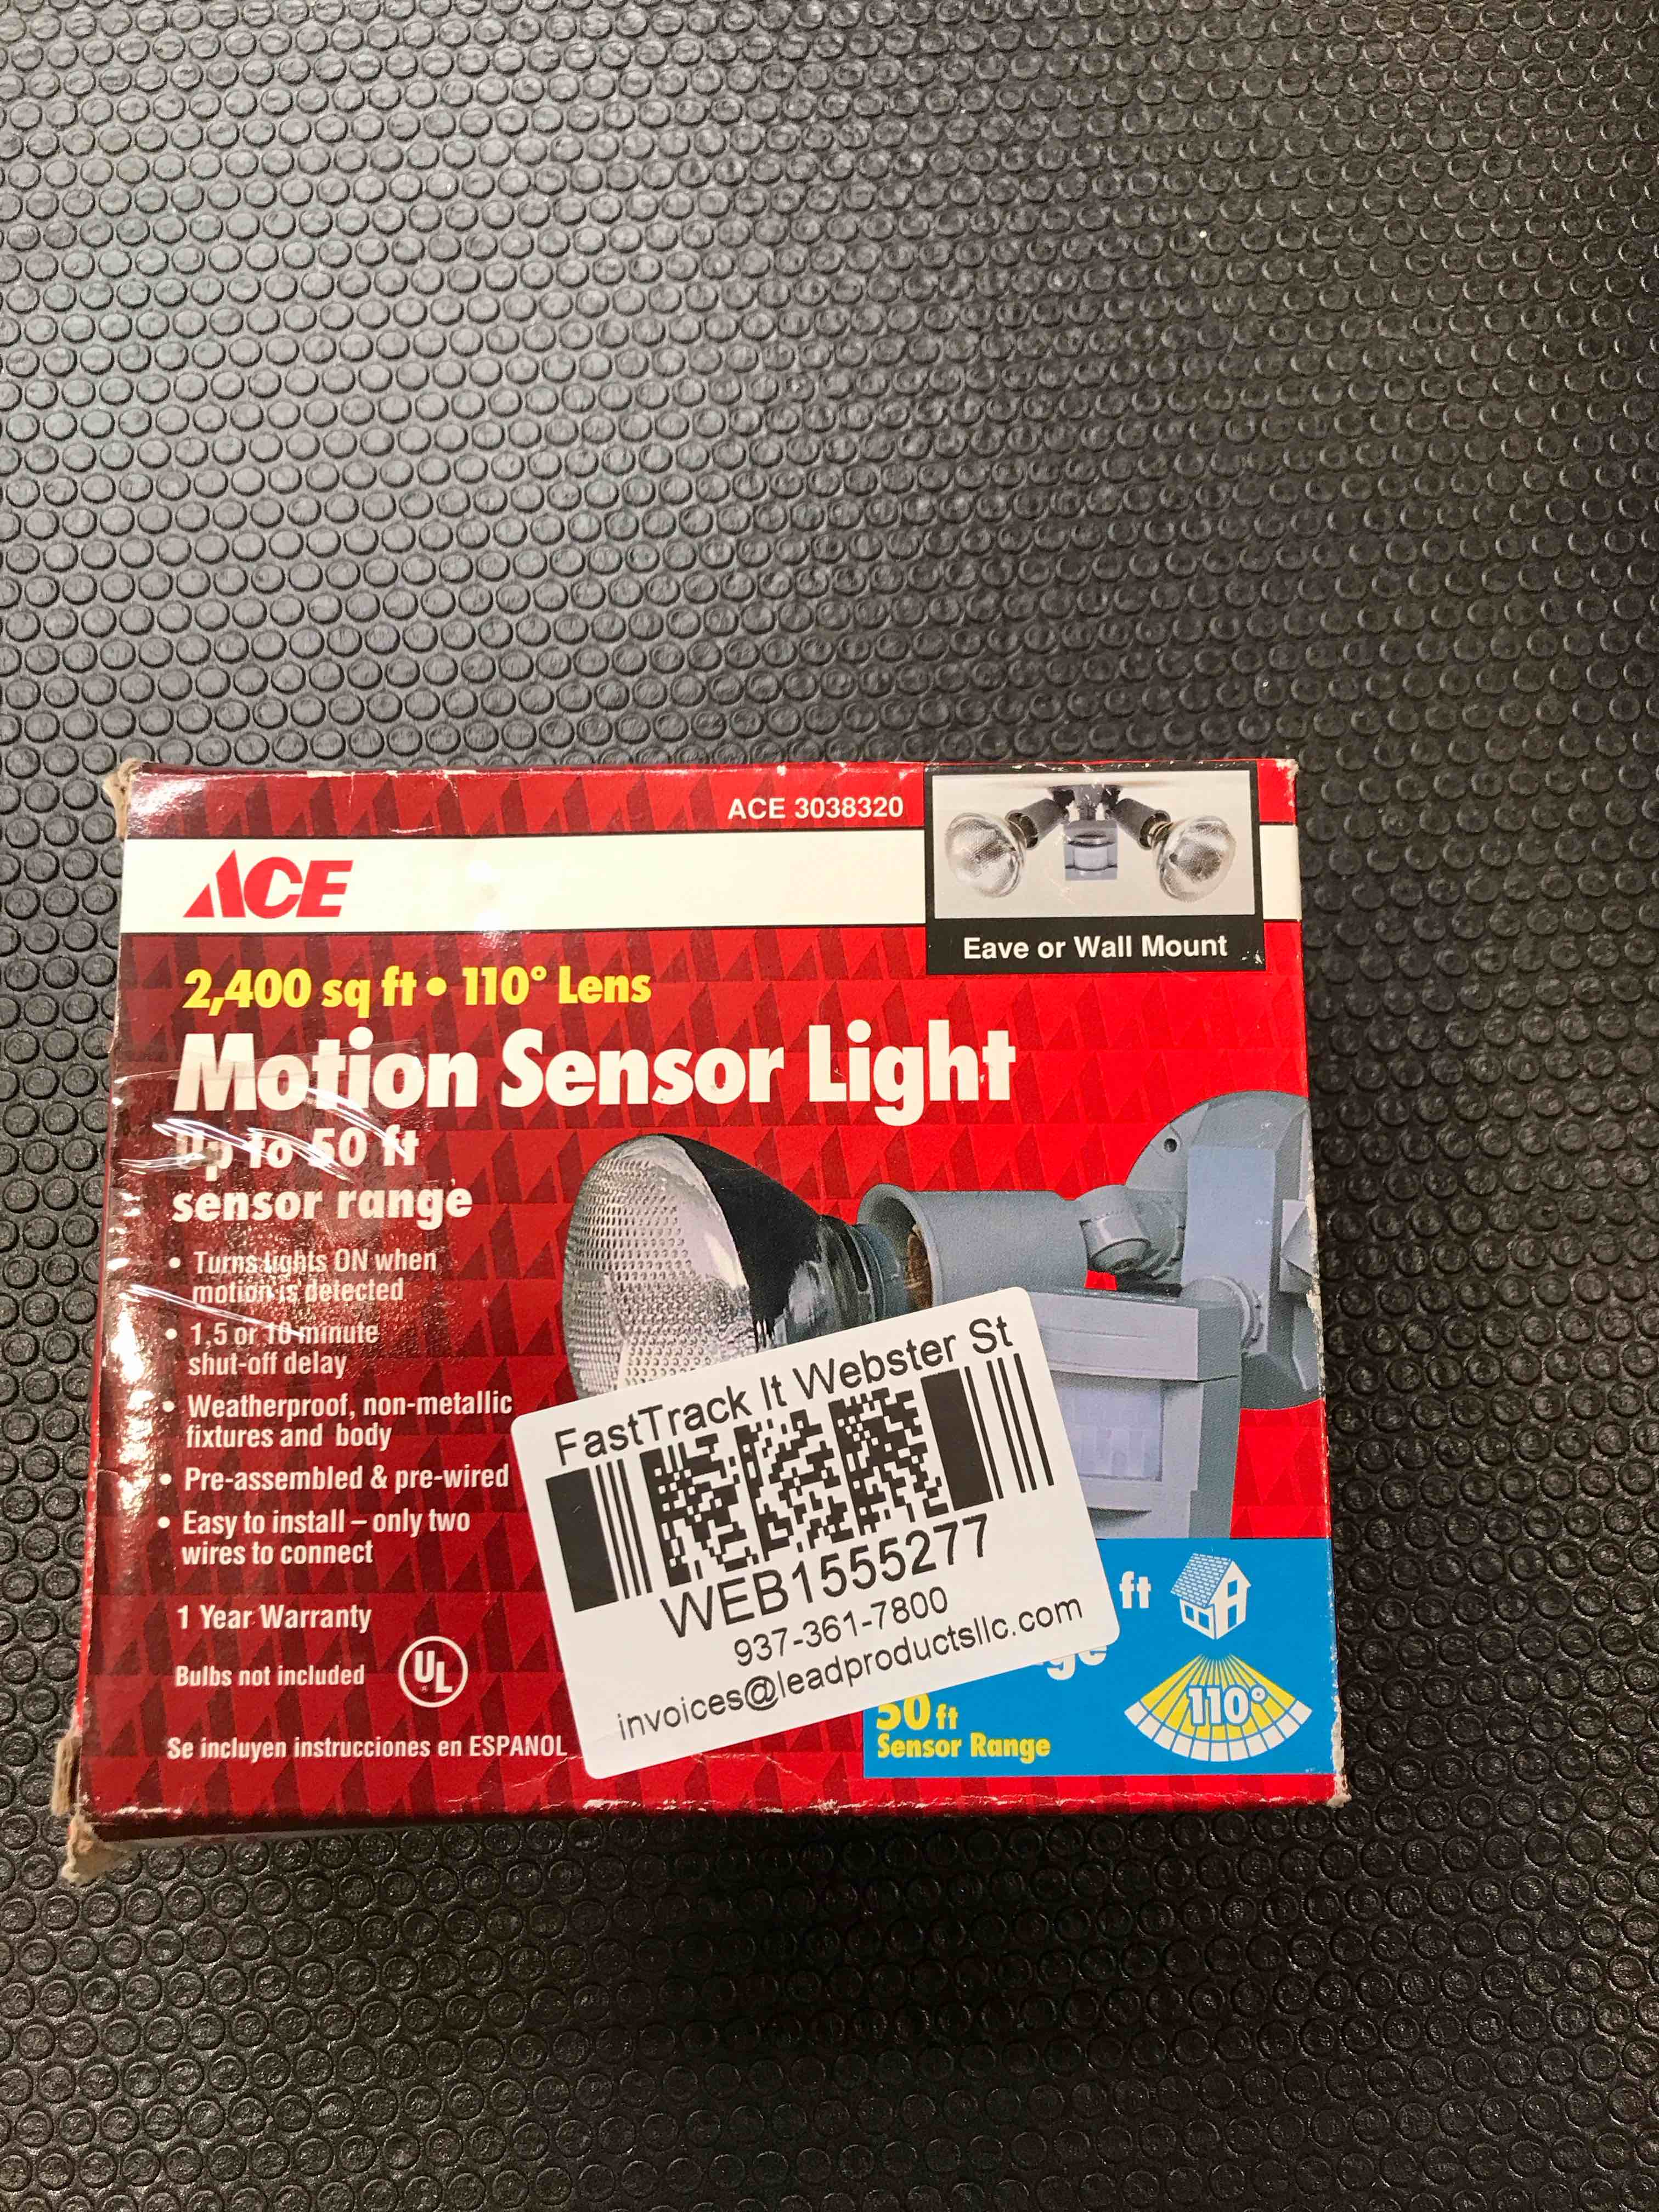 ACE 3038320
ACE
Eave or Wall Mount
2,400 sq ft • 110° Lens
Motion Sensor Light
Up to 50 ft
sensor range
• Turns lights ON when
motion is detected
• 1,5 or 10-minute
shut-off delay
• Weatherproof, non-metallic
fixtures and body
• Pre-assembled & pre-wired
• Easy to install – only two
wires to connect
1 Year Warranty
Bulbs not included
UL
Se incluyen instrucciones en ESPANOL
FastTrack It Webster St
WEB1555277
937-361-7800
invoices@leadproductsllc.com
ft
50 ft
Sensor Range
110°